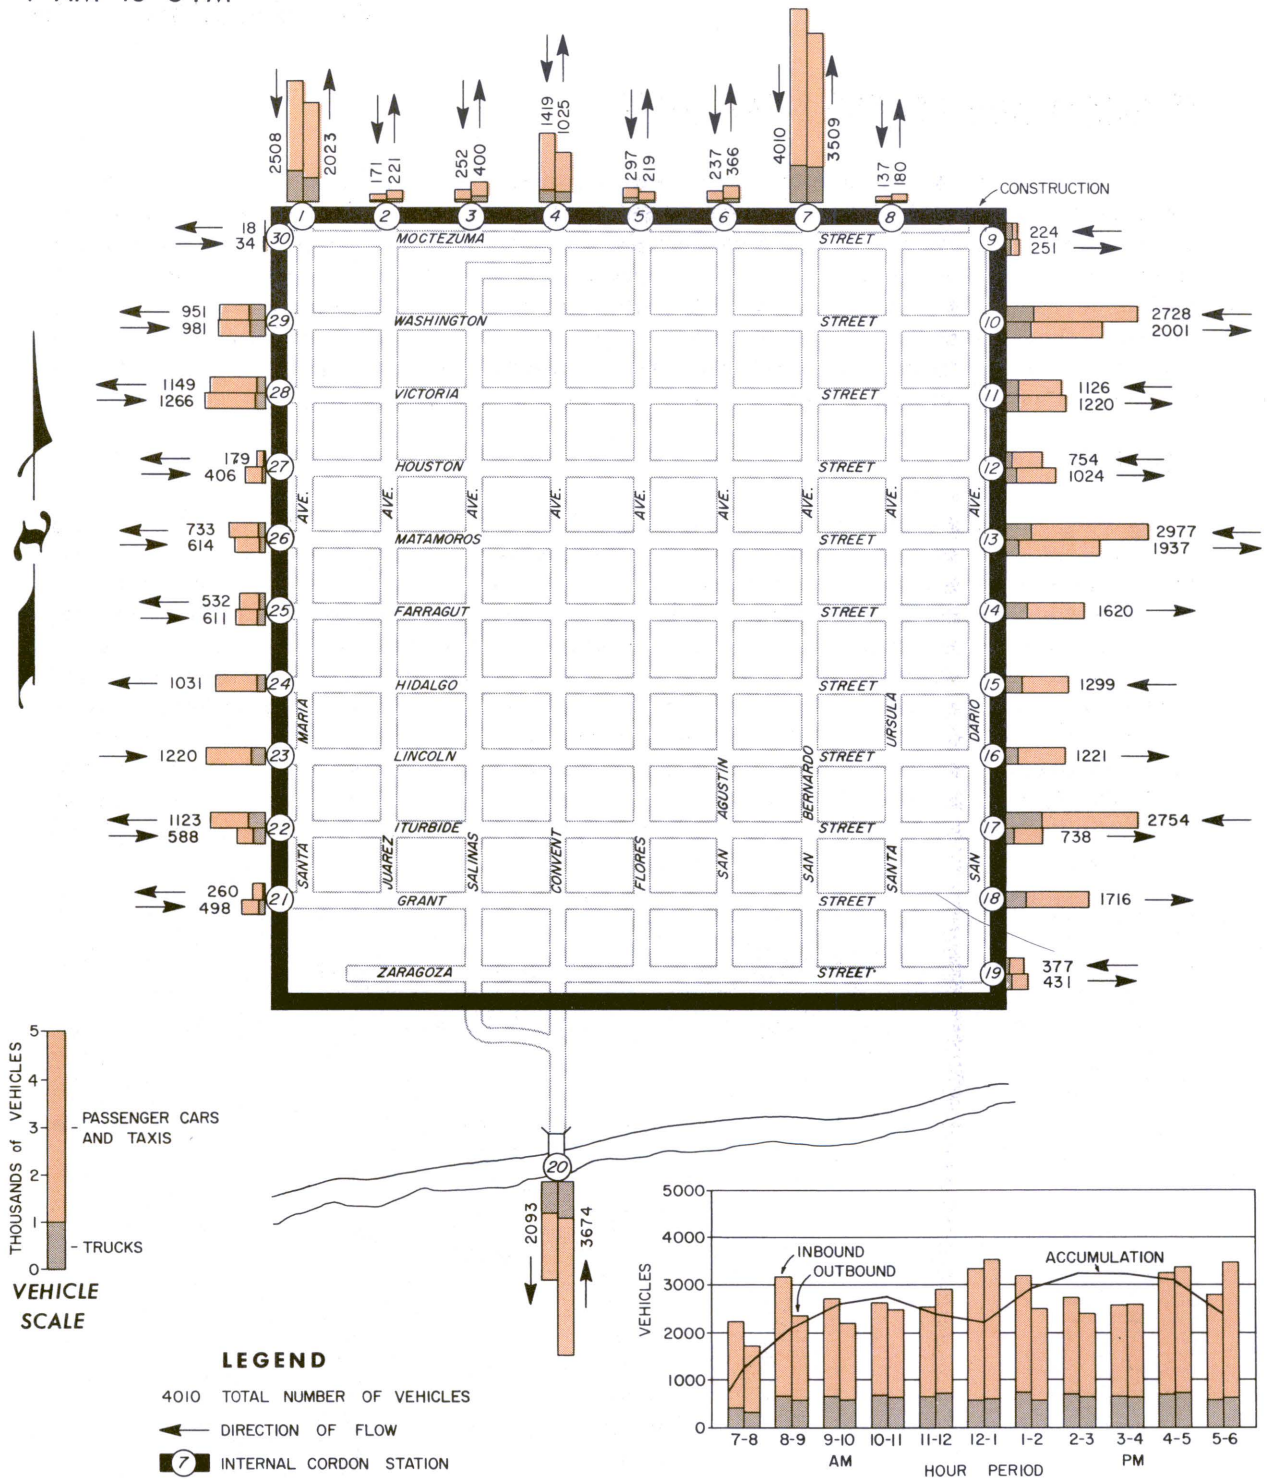 2508
2023
171
221
252
400
1419
1025
297
219
237
366
4010
3509
137
180
CONSTRUCTION
1
2
3
4
5
6
7
8
18
34
30
MOCTEZUMA STREET
9
224
251
951
981
29
WASHINGTON STREET
10
2728
2001
1149
1266
28
VICTORIA STREET
11
1126
1220
179
406
27
HOUSTON STREET
12
754
1024
AVE. AVE. AVE. AVE. AVE. AVE. AVE. AVE. AVE.
733
614
26
MATAMOROS STREET
13
2977
1937
532
611
25
FARRAGUT STREET
14
1620
1031
24
HIDALGO STREET
15
1299
1220
23
LINCOLN STREET
16
1221
1123
588
22
ITURBIDE STREET
17
2754
738
SANTA MARIA
JUAREZ
SALINAS
CONVENT
FLORES
SAN AGUSTIN
SAN BERNARDO
SANTA URSULA
SAN DARIO
260
498
21
GRANT STREET
18
1716
ZARAGOZA STREET
19
377
431
THOUSANDS of VEHICLES
5
4
3
2
1
0
PASSENGER CARS
AND TAXIS
TRUCKS
VEHICLE
SCALE
20
2093
3674
LEGEND
4010 TOTAL NUMBER OF VEHICLES
DIRECTION OF FLOW
7 INTERNAL CORDON STATION
VEHICLES
5000
4000
3000
2000
1000
0
INBOUND
OUTBOUND
ACCUMULATION
7-8 8-9 9-10 10-11 11-12 12-1 1-2 2-3 3-4 4-5 5-6
AM PM
HOUR PERIOD